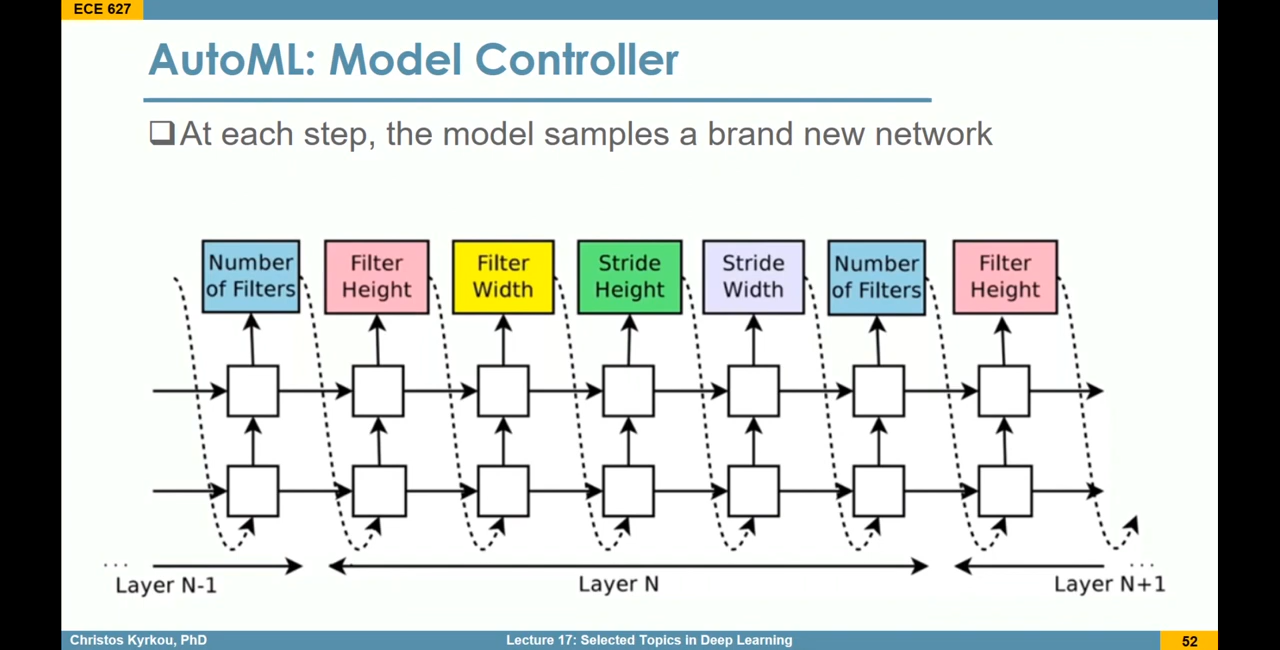 ECE 627
AutoML: Model Controller
❑At each step, the model samples a brand new network
Number
of Filters
Filter
Height
Filter
Width
Stride
Height
Stride
Width
Number
of Filters
Filter
Height
...
Layer N-1
Layer N
...
Layer N+1
Christos Kyrkou, PhD
Lecture 17: Selected Topics in Deep Learning
52